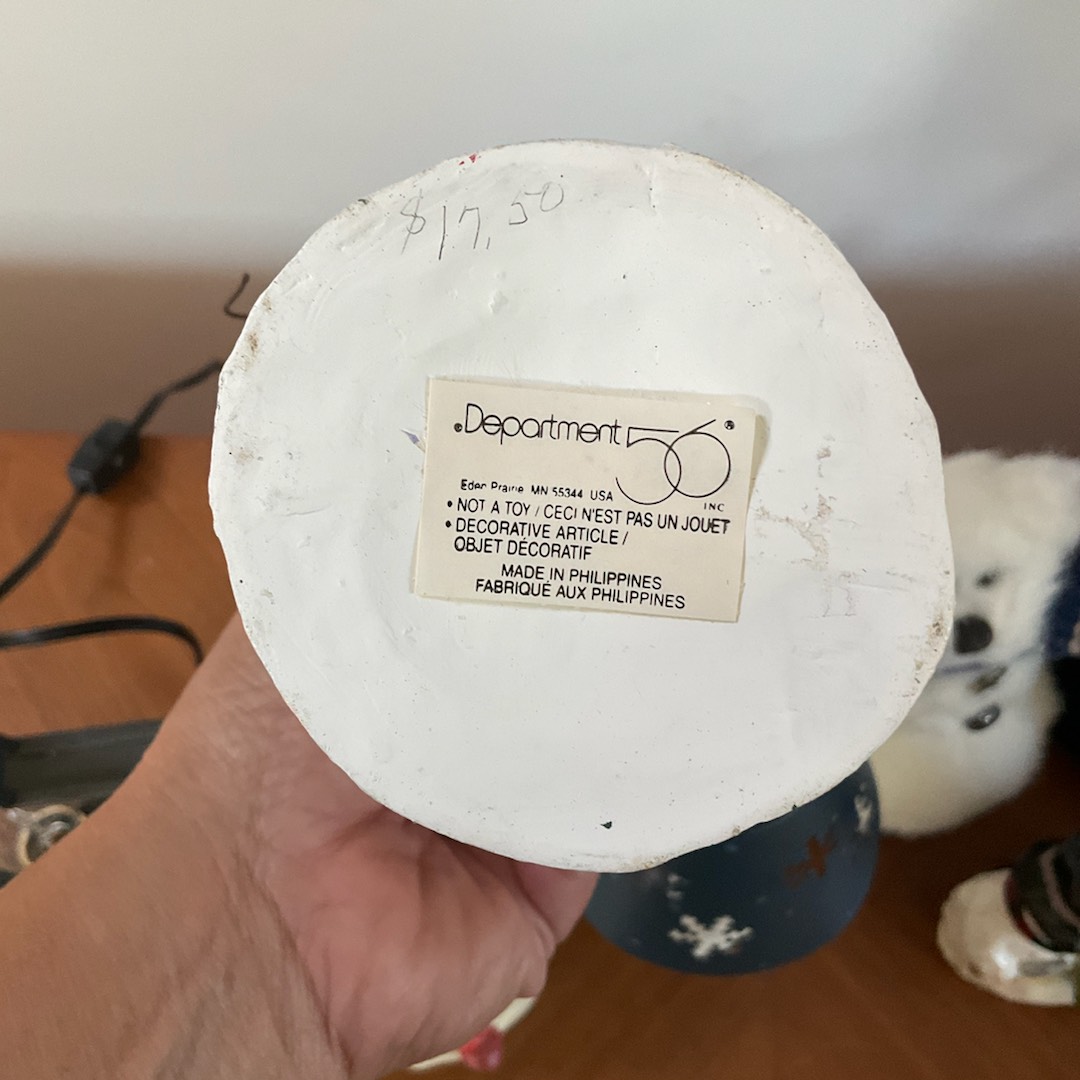 $17.50
Department 56
Eden Prairie MN 55344 USA
INC
• NOT A TOY / CECI N'EST PAS UN JOUET
• DECORATIVE ARTICLE /
OBJET DÉCORATIF
MADE IN PHILIPPINES
FABRIQUÉ AUX PHILIPPINES